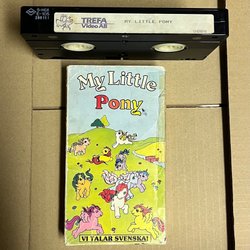 TREFA
Video AB
MY LITTLE PONY
My Little
Pony
VI TALAR SVENSKA!